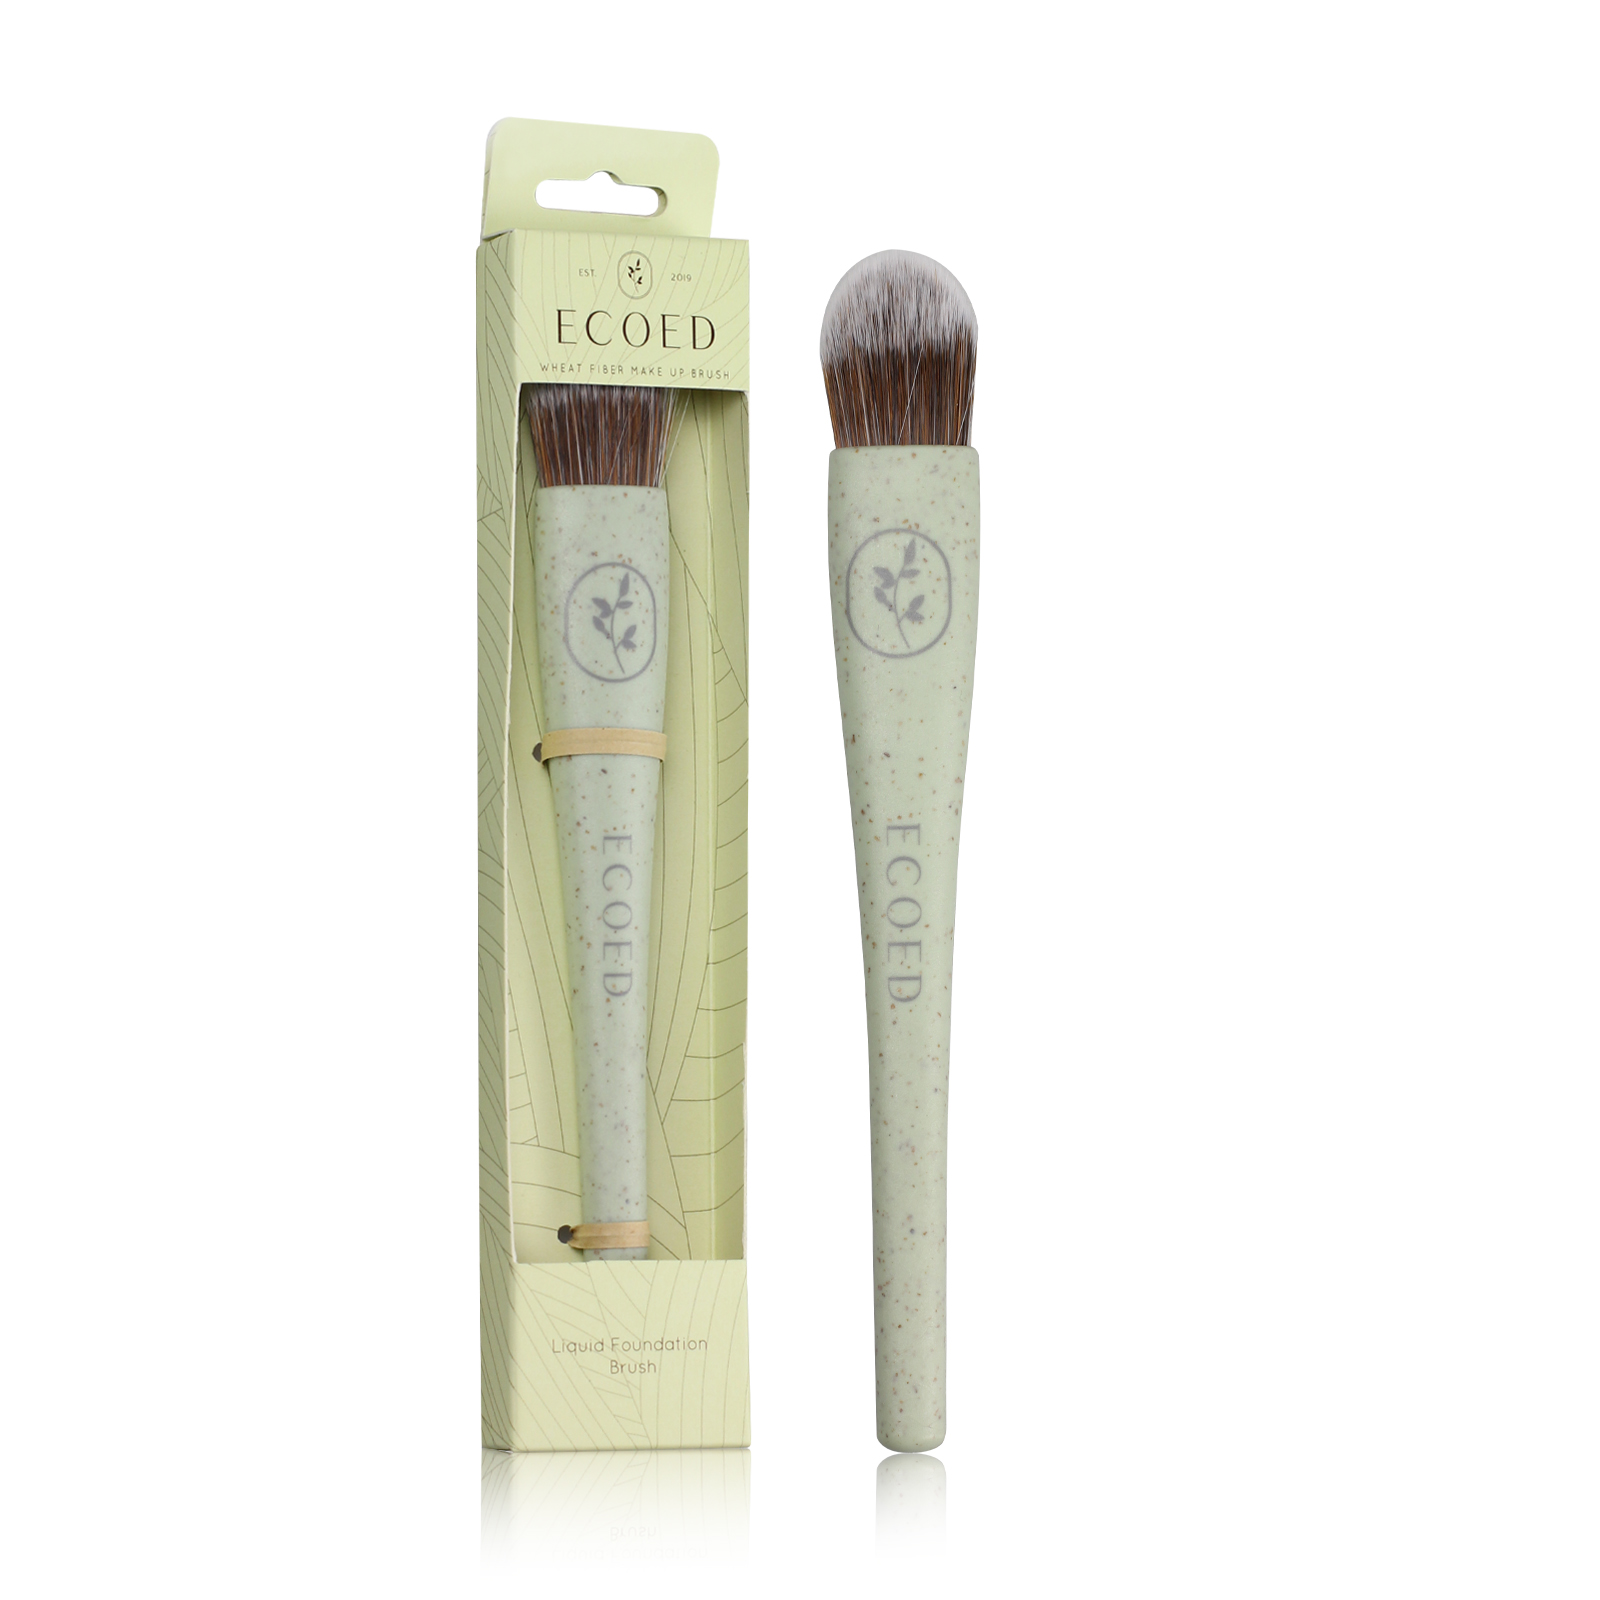 EST. 2019
ECOED
WHEAT FIBER MAKE UP BRUSH
ECOED
Liquid Foundation
Brush
ECOED